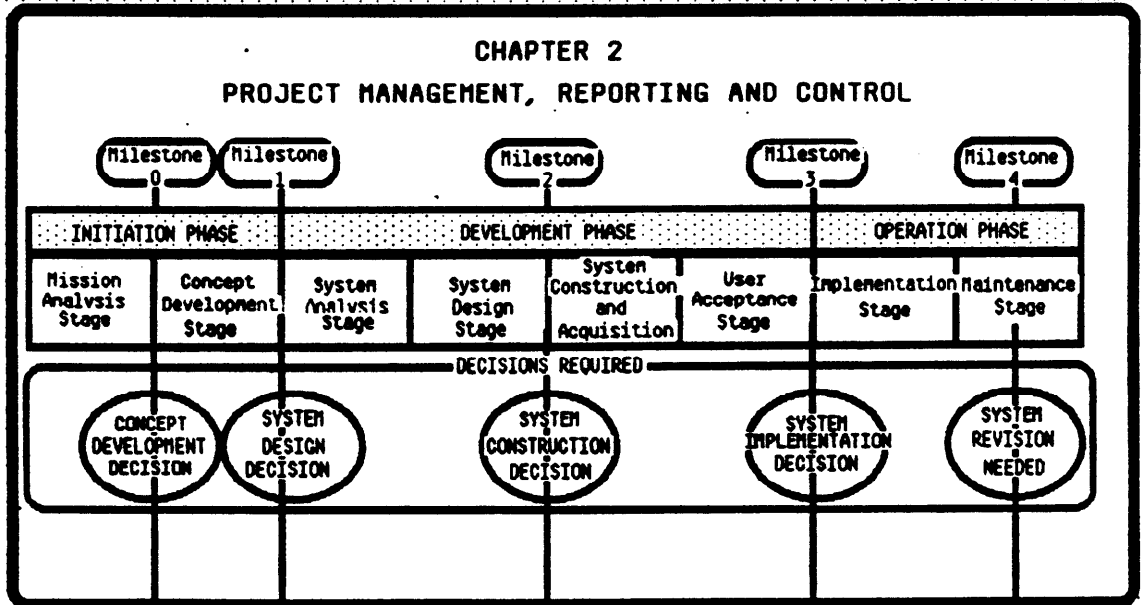 CHAPTER 2
PROJECT MANAGEMENT, REPORTING AND CONTROL
Milestone
0
Milestone
1
Milestone
2
Milestone
3
Milestone
4
INITIATION PHASE
DEVELOPMENT PHASE
OPERATION PHASE
Mission
Analysis
Stage
Concept
Development
Stage
System
Analysis
Stage
System
Design
Stage
System
Construction
and
Acquisition
User
Acceptance
Stage
Implementation
Stage
Maintenance
Stage
DECISIONS REQUIRED
CONCEPT
DEVELOPMENT
DECISION
SYSTEM
DESIGN
DECISION
SYSTEM
CONSTRUCTION
DECISION
SYSTEM
IMPLEMENTATION
DECISION
SYSTEM
REVISION
NEEDED